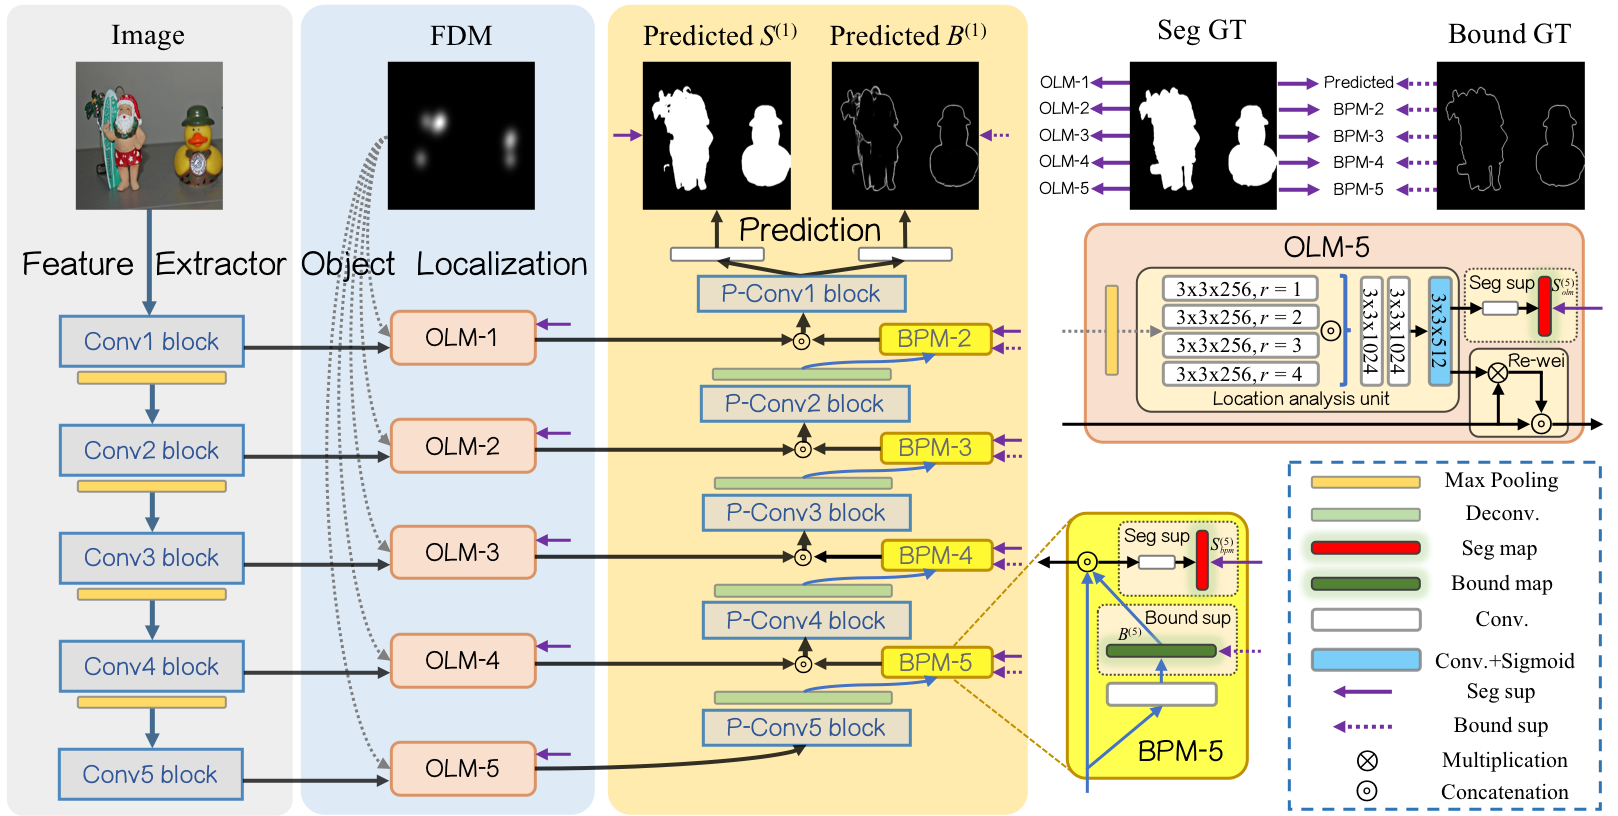 Image
FDM
Predicted S(1)
Predicted B(1)
Seg GT
Bound GT
OLM-1
OLM-2
OLM-3
OLM-4
OLM-5
Predicted
BPM-2
BPM-3
BPM-4
BPM-5
Feature Extractor
Object Localization
Prediction
Conv1 block
Conv2 block
Conv3 block
Conv4 block
Conv5 block
OLM-1
OLM-2
OLM-3
OLM-4
OLM-5
P-Conv1 block
BPM-2
P-Conv2 block
BPM-3
P-Conv3 block
BPM-4
P-Conv4 block
BPM-5
P-Conv5 block
OLM-5
3x3x256, r = 1
3x3x256, r = 2
3x3x256, r = 3
3x3x256, r = 4
3x3x1024
3x3x1024
3x3x512
Location analysis unit
Seg sup
S(5)olm
Re-wei
Seg sup
S(5)bpm
Bound sup
B(5)
BPM-5
Max Pooling
Deconv.
Seg map
Bound map
Conv.
Conv.+Sigmoid
Seg sup
Bound sup
Multiplication
Concatenation